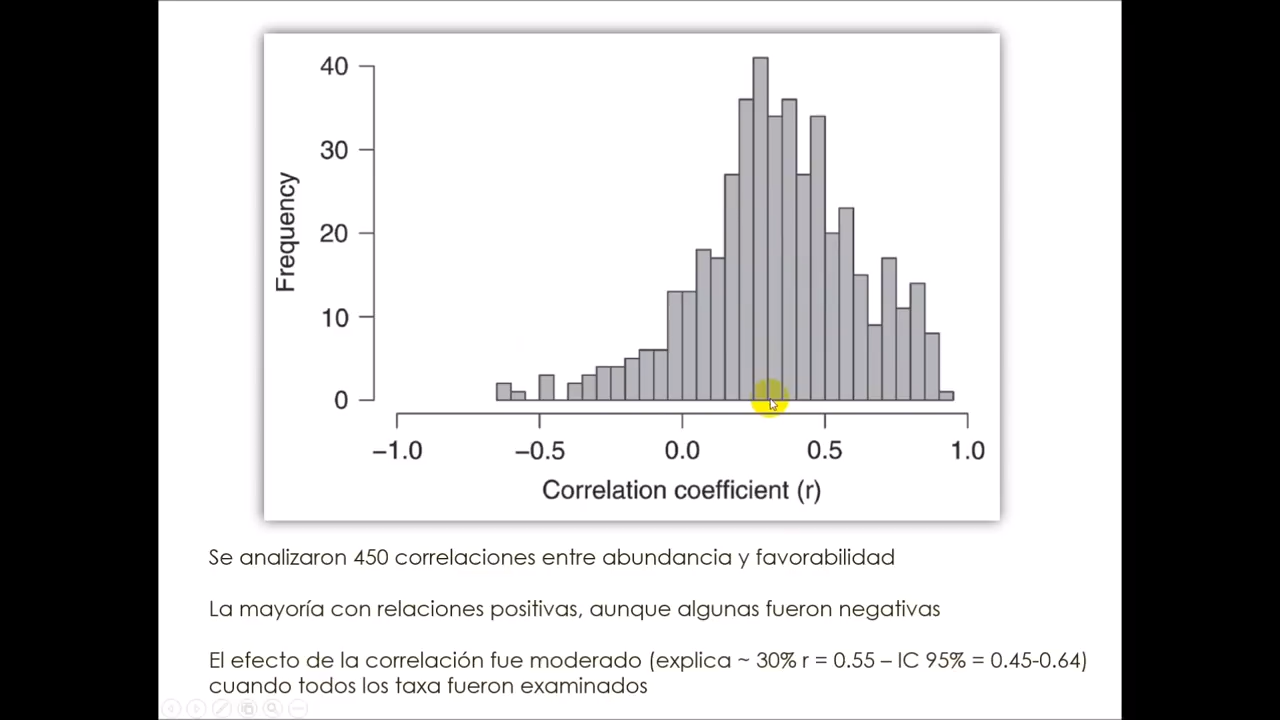 40
30
20
10
0
Frequency
−1.0 −0.5 0.0 0.5 1.0
Correlation coefficient (r)
Se analizaron 450 correlaciones entre abundancia y favorabilidad
La mayoría con relaciones positivas, aunque algunas fueron negativas
El efecto de la correlación fue moderado (explica ~ 30% r = 0.55 – IC 95% = 0.45-0.64)
cuando todos los taxa fueron examinados